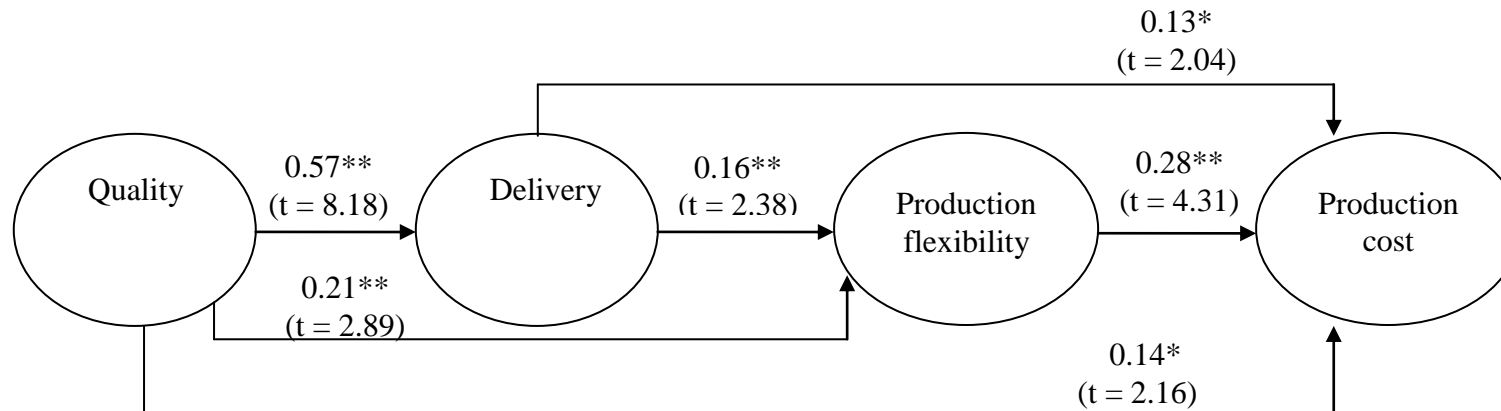 0.13*
(t = 2.04)
0.57**
(t = 8.18)
0.16**
(t = 2.38)
0.28**
(t = 4.31)
Quality
Delivery
Production
flexibility
Production
cost
0.21**
(t = 2.89)
0.14*
(t = 2.16)